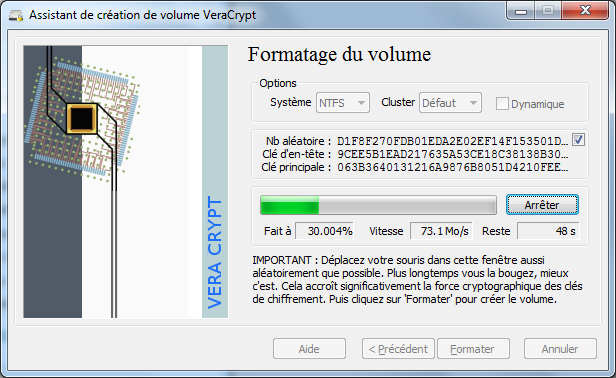 Assistant de création de volume VeraCrypt
Formatage du volume
Options
Système NTFS Cluster Défaut Dynamique
Nb aléatoire : D1F8F270FDB01EDA2E02EF14F153501D...
Clé d'en-tête : 9CEE5B1EAD217635A53CE18C38138B30...
Clé principale : 063B3640131216A9876B8051D4210FEE...
Arrêter
Fait à 30.004% Vitesse 73.1 Mo/s Reste 48 s
IMPORTANT : Déplacez votre souris dans cette fenêtre aussi
aléatoirement que possible. Plus longtemps vous la bougez, mieux
c'est. Cela accroît significativement la force cryptographique des clés
de chiffrement. Puis cliquez sur 'Formater' pour créer le volume.
VERA CRYPT
Aide < Précédent Formater Annuler